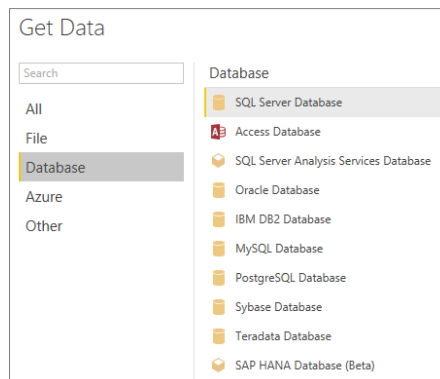 Get Data
Search
All
File
Database
Azure
Other
Database
SQL Server Database
Access Database
SQL Server Analysis Services Database
Oracle Database
IBM DB2 Database
MySQL Database
PostgreSQL Database
Sybase Database
Teradata Database
SAP HANA Database (Beta)